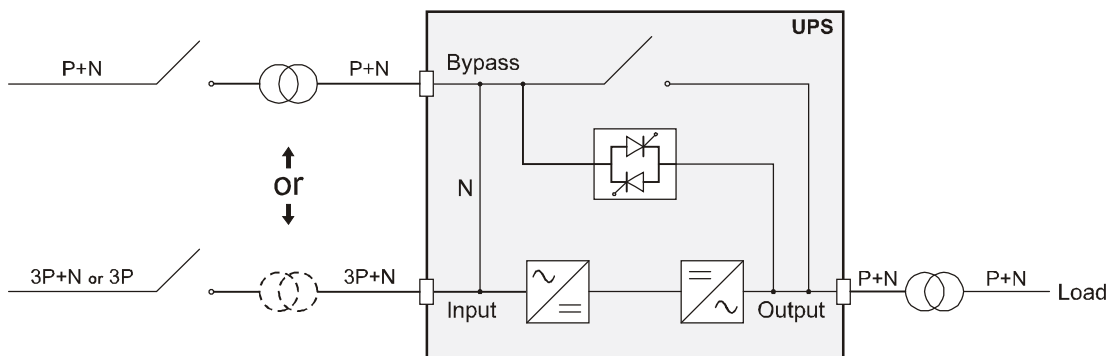 UPS
P+N
P+N
Bypass
or
N
3P+N or 3P
3P+N
Input
Output
P+N
P+N
Load